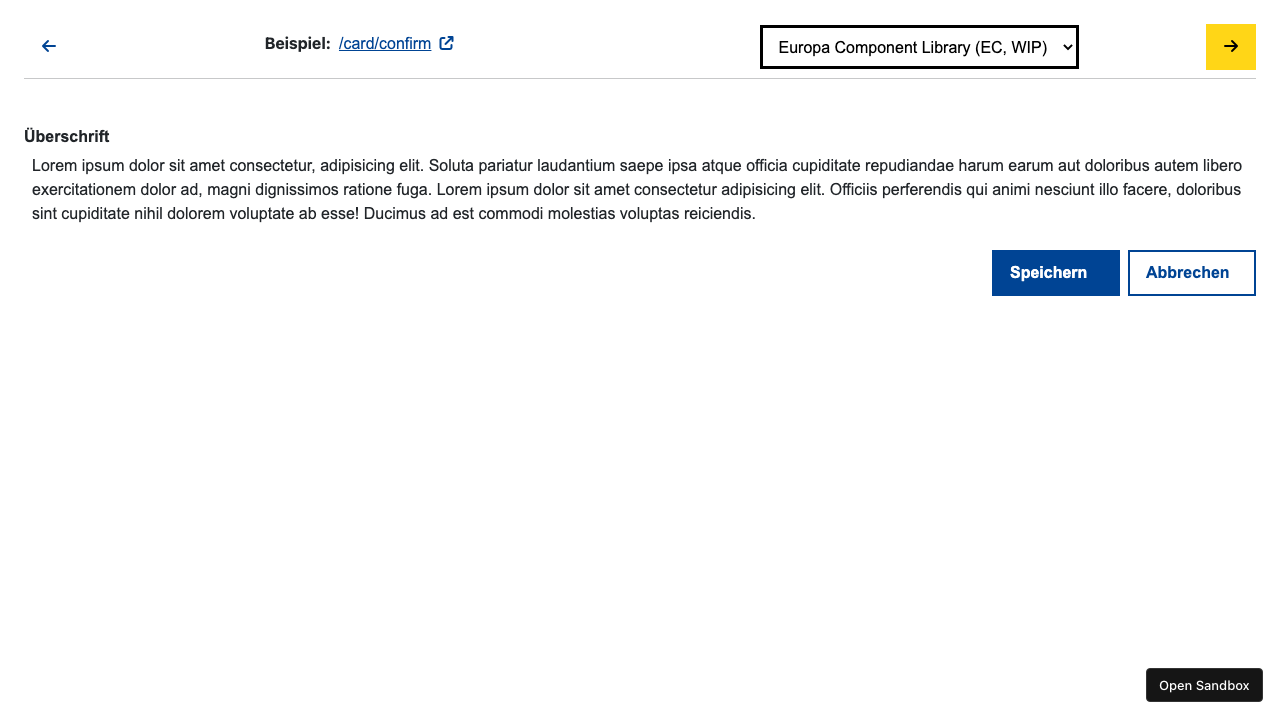 Beispiel: /card/confirm
Europa Component Library (EC, WIP)
Überschrift
Lorem ipsum dolor sit amet consectetur, adipisicing elit. Soluta pariatur laudantium saepe ipsa atque officia cupiditate repudiandae harum earum aut doloribus autem libero
exercitationem dolor ad, magni dignissimos ratione fuga. Lorem ipsum dolor sit amet consectetur adipisicing elit. Officiis perferendis qui animi nesciunt illo facere, doloribus
sint cupiditate nihil dolorem voluptate ab esse! Ducimus ad est commodi molestias voluptas reiciendis.
Speichern
Abbrechen
Open Sandbox